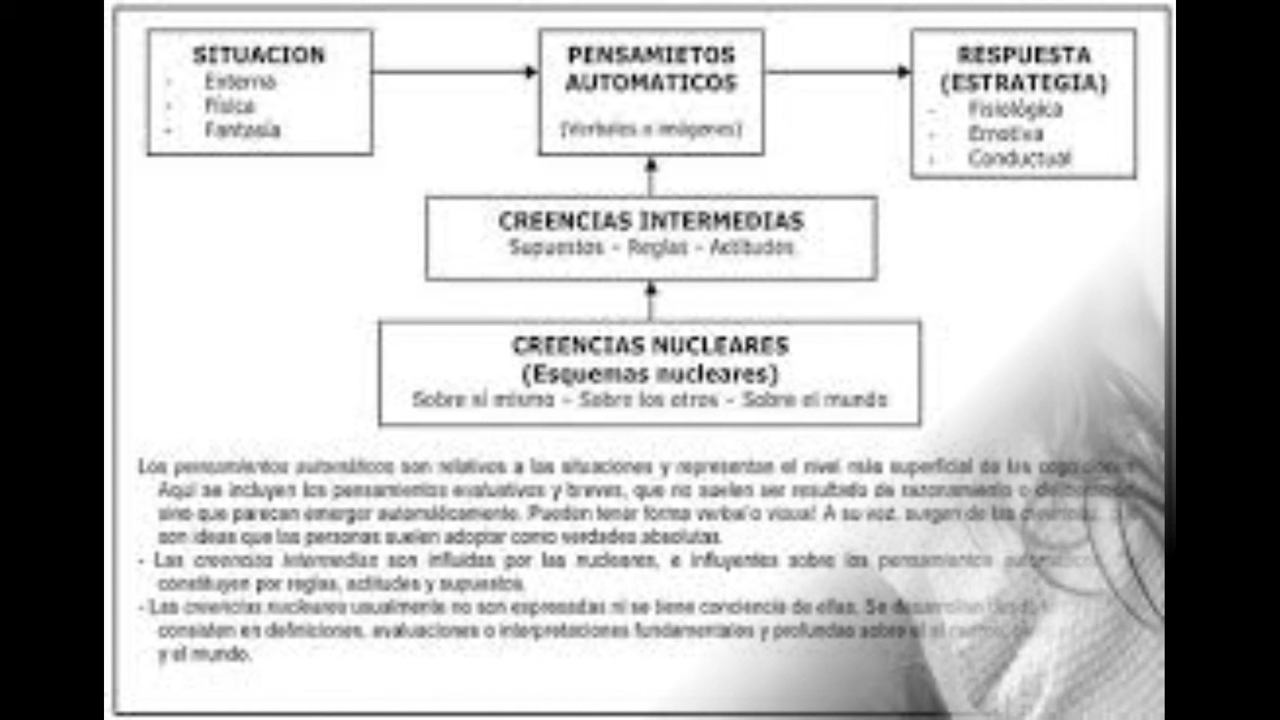 SITUACION
- Externa
- Física
- Fantasía
PENSAMIETOS
AUTOMATICOS
(Verbales o imágenes)
RESPUESTA
(ESTRATEGIA)
- Fisiológica
- Emotiva
- Conductual
CREENCIAS INTERMEDIAS
Supuestos – Reglas – Actitudes
CREENCIAS NUCLEARES
(Esquemas nucleares)
Sobre sí mismo – Sobre los otros – Sobre el mundo
Los pensamientos automáticos son relativos a las situaciones y representan el nivel más superficial de las cogniciones
Aquí se incluyen los pensamientos evaluativos y breves, que no suelen ser resultado de razonamiento o
sino que parecen emerger automáticamente. Pueden tener forma verbal o visual A su vez, surgen de las creencias,
son ideas que las personas suelen adoptar como verdades absolutas.
- Las creencias intermedias son influidas por las nucleares, e influyentes sobre los pensamientos
constituyen por reglas, actitudes y supuestos.
- Las creencias nucleares usualmente no son expresadas ni se tiene conciencia de ellas. Se
consisten en definiciones, evaluaciones o interpretaciones fundamentales y profundas sobre
y el mundo.